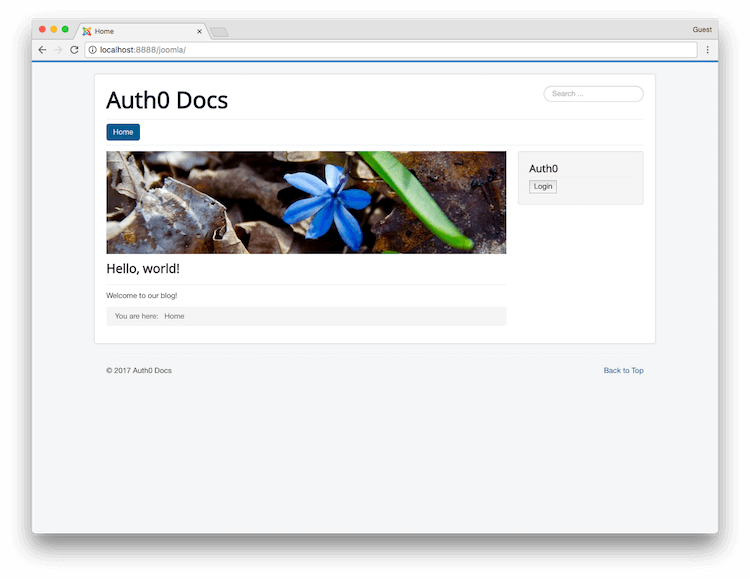 Home
Guest
localhost:8888/joomla/
Auth0 Docs
Search ...
Home
Auth0
Login
Hello, world!
Welcome to our blog!
You are here: Home
© 2017 Auth0 Docs
Back to Top